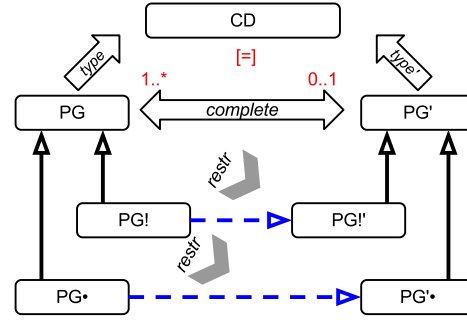 CD
type
[=]
type'
1..*
0..1
PG
complete
PG'
restr
PG!
PG!'
restr
PG•
PG'•